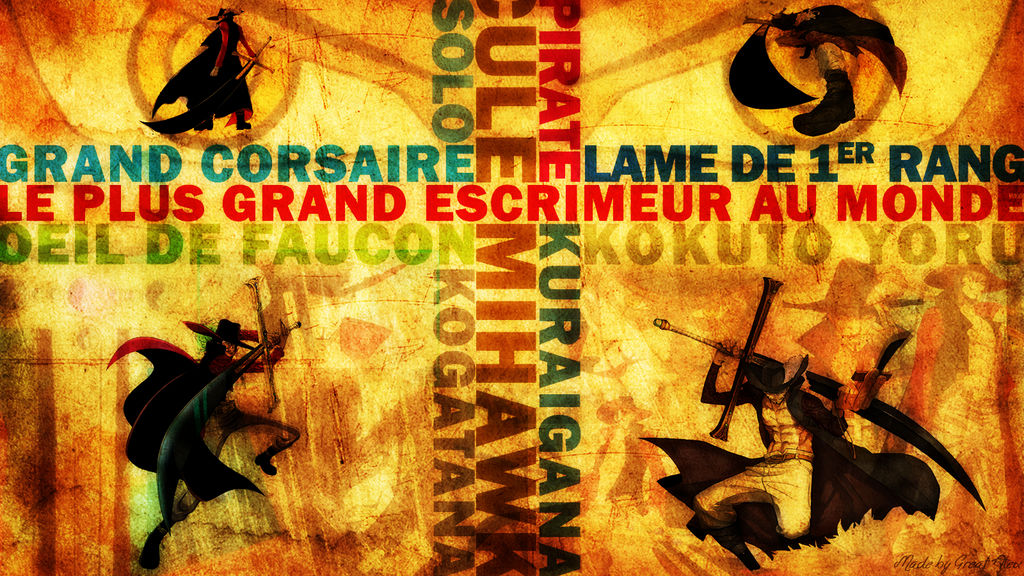 SOLO
CULE MIHAWK
PIRATE
GRAND CORSAIRE
LAME DE 1ER RANG
LE PLUS GRAND ESCRIMEUR AU MONDE
OEIL DE FAUCON
KOKUTO YORU
KOGATANA
KURAIGANA
Made by